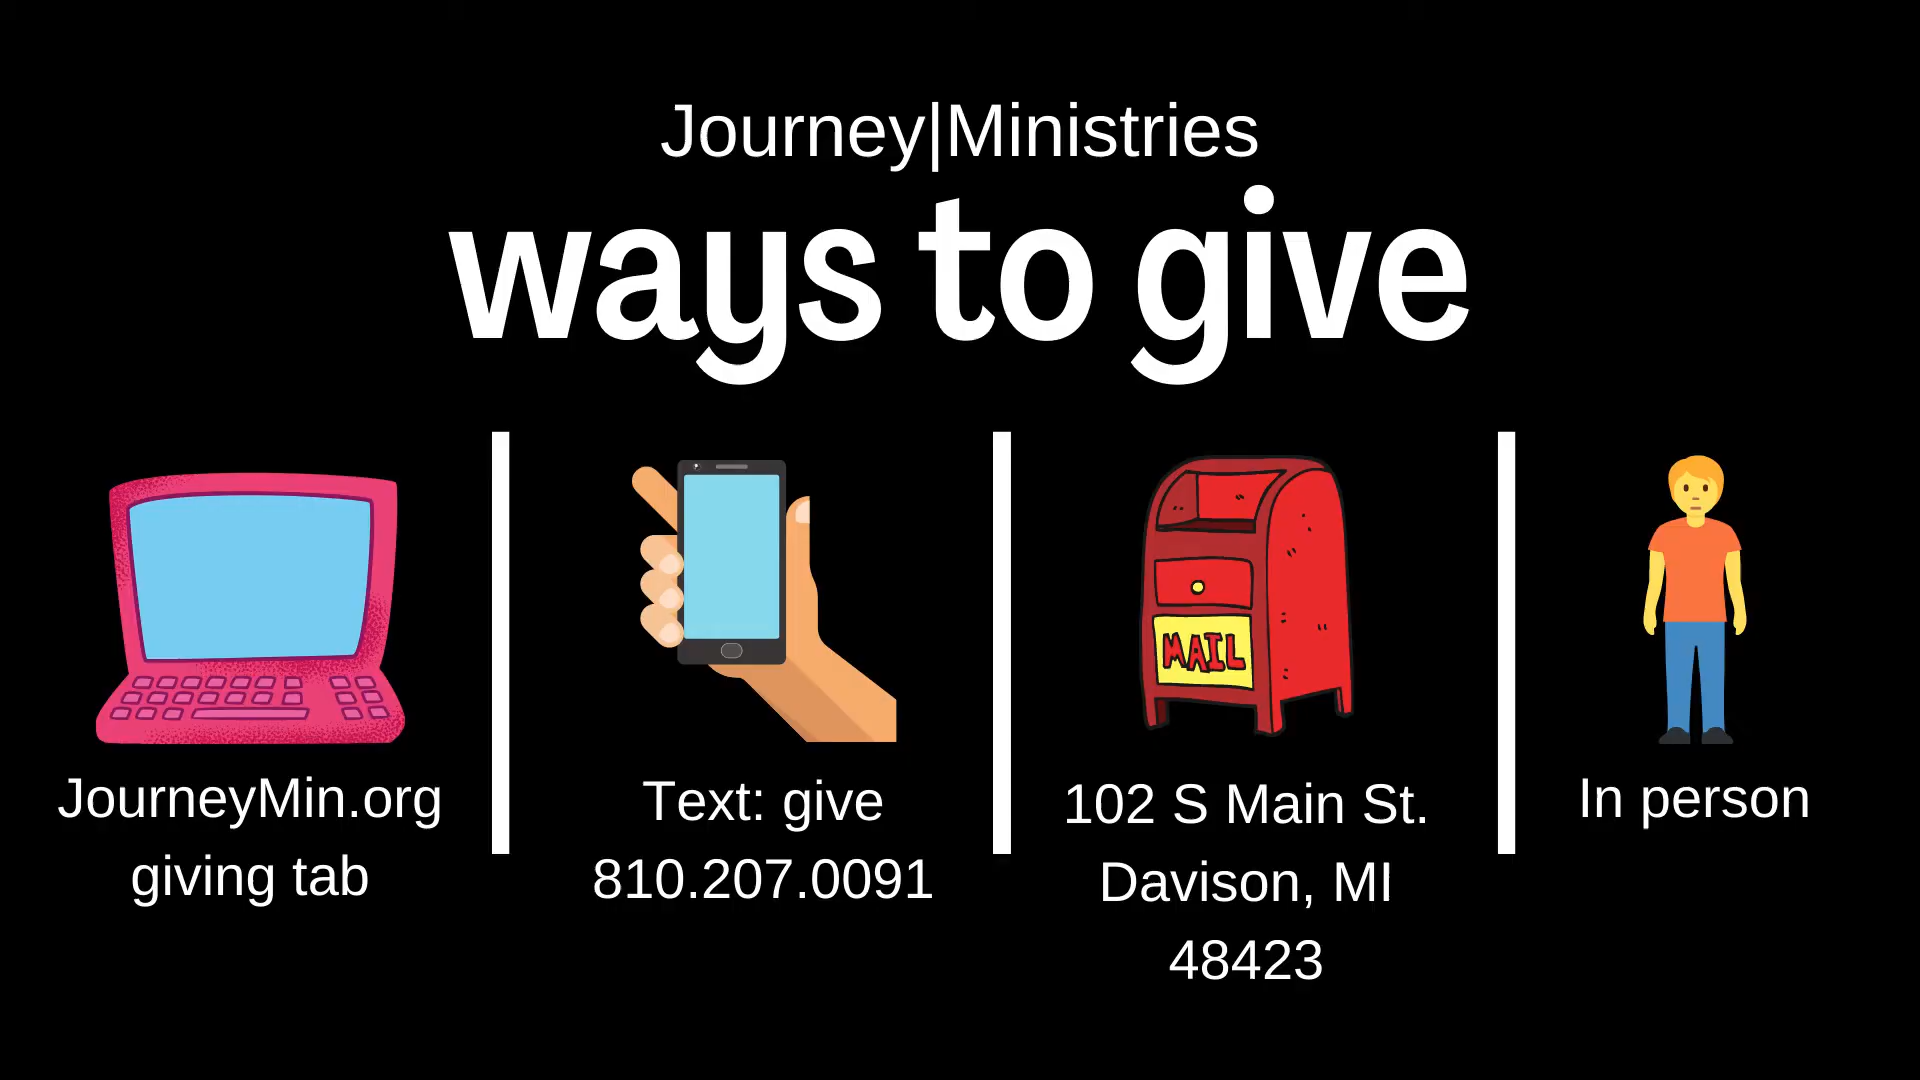 Journey|Ministries
ways to give
MAIL
JourneyMin.org
giving tab
Text: give
810.207.0091
102 S Main St.
Davison, MI
48423
In person